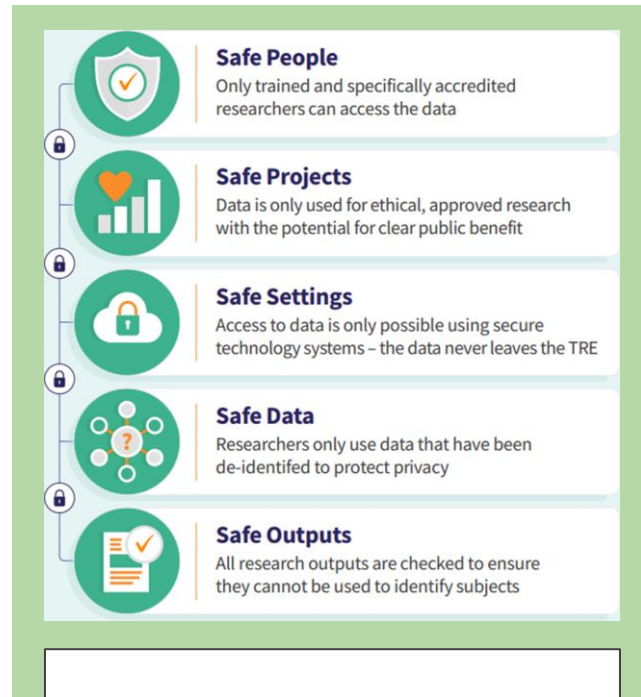 Safe People
Only trained and specifically accredited
researchers can access the data
Safe Projects
Data is only used for ethical, approved research
with the potential for clear public benefit
Safe Settings
Access to data is only possible using secure
technology systems – the data never leaves the TRE
?
Safe Data
Researchers only use data that have been
de-identifed to protect privacy
Safe Outputs
All research outputs are checked to ensure
they cannot be used to identify subjects